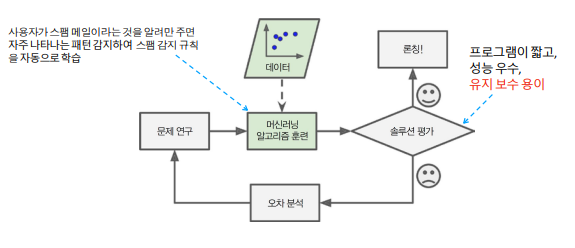 사용자가 스팸 메일이라는 것을 알려만 주면
자주 나타나는 패턴 감지하여 스팸 감지 규칙
을 자동으로 학습
데이터
론칭!
프로그램이 짧고,
성능 우수,
유지 보수 용이
문제 연구
머신러닝
알고리즘 훈련
솔루션 평가
오차 분석